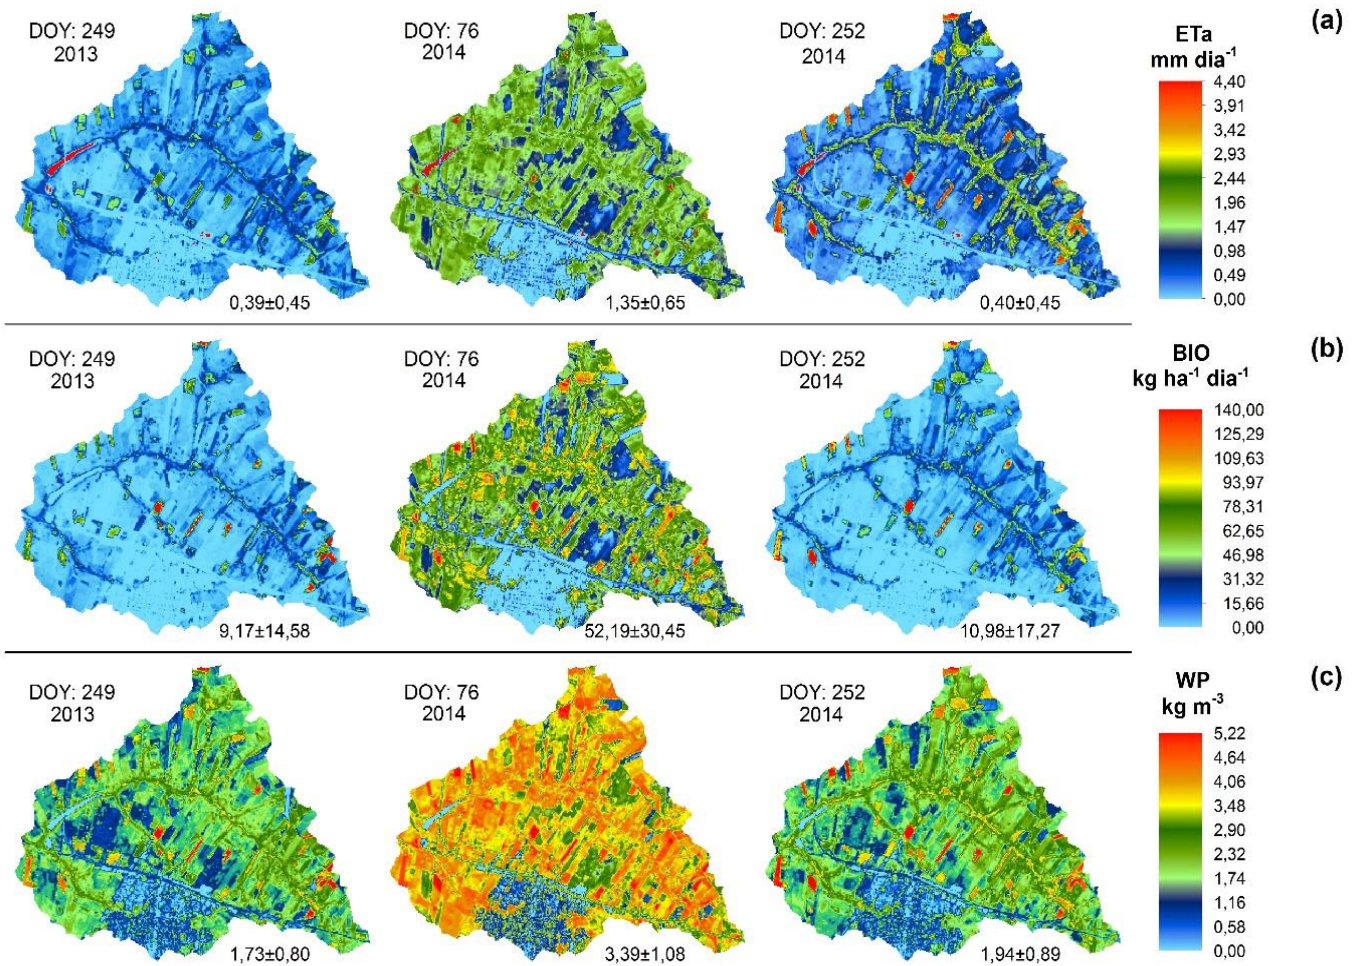 DOY: 249
2013
DOY: 76
2014
DOY: 252
2014
(a)
ETa
mm dia⁻¹
4,40
3,91
3,42
2,93
2,44
1,96
1,47
0,98
0,49
0,00
0,39±0,45
1,35±0,65
0,40±0,45
DOY: 249
2013
DOY: 76
2014
DOY: 252
2014
(b)
BIO
kg ha⁻¹ dia⁻¹
140,00
125,29
109,63
93,97
78,31
62,65
46,98
31,32
15,66
0,00
9,17±14,58
52,19±30,45
10,98±17,27
DOY: 249
2013
DOY: 76
2014
DOY: 252
2014
(c)
WP
kg m⁻³
5,22
4,64
4,06
3,48
2,90
2,32
1,74
1,16
0,58
0,00
1,73±0,80
3,39±1,08
1,94±0,89